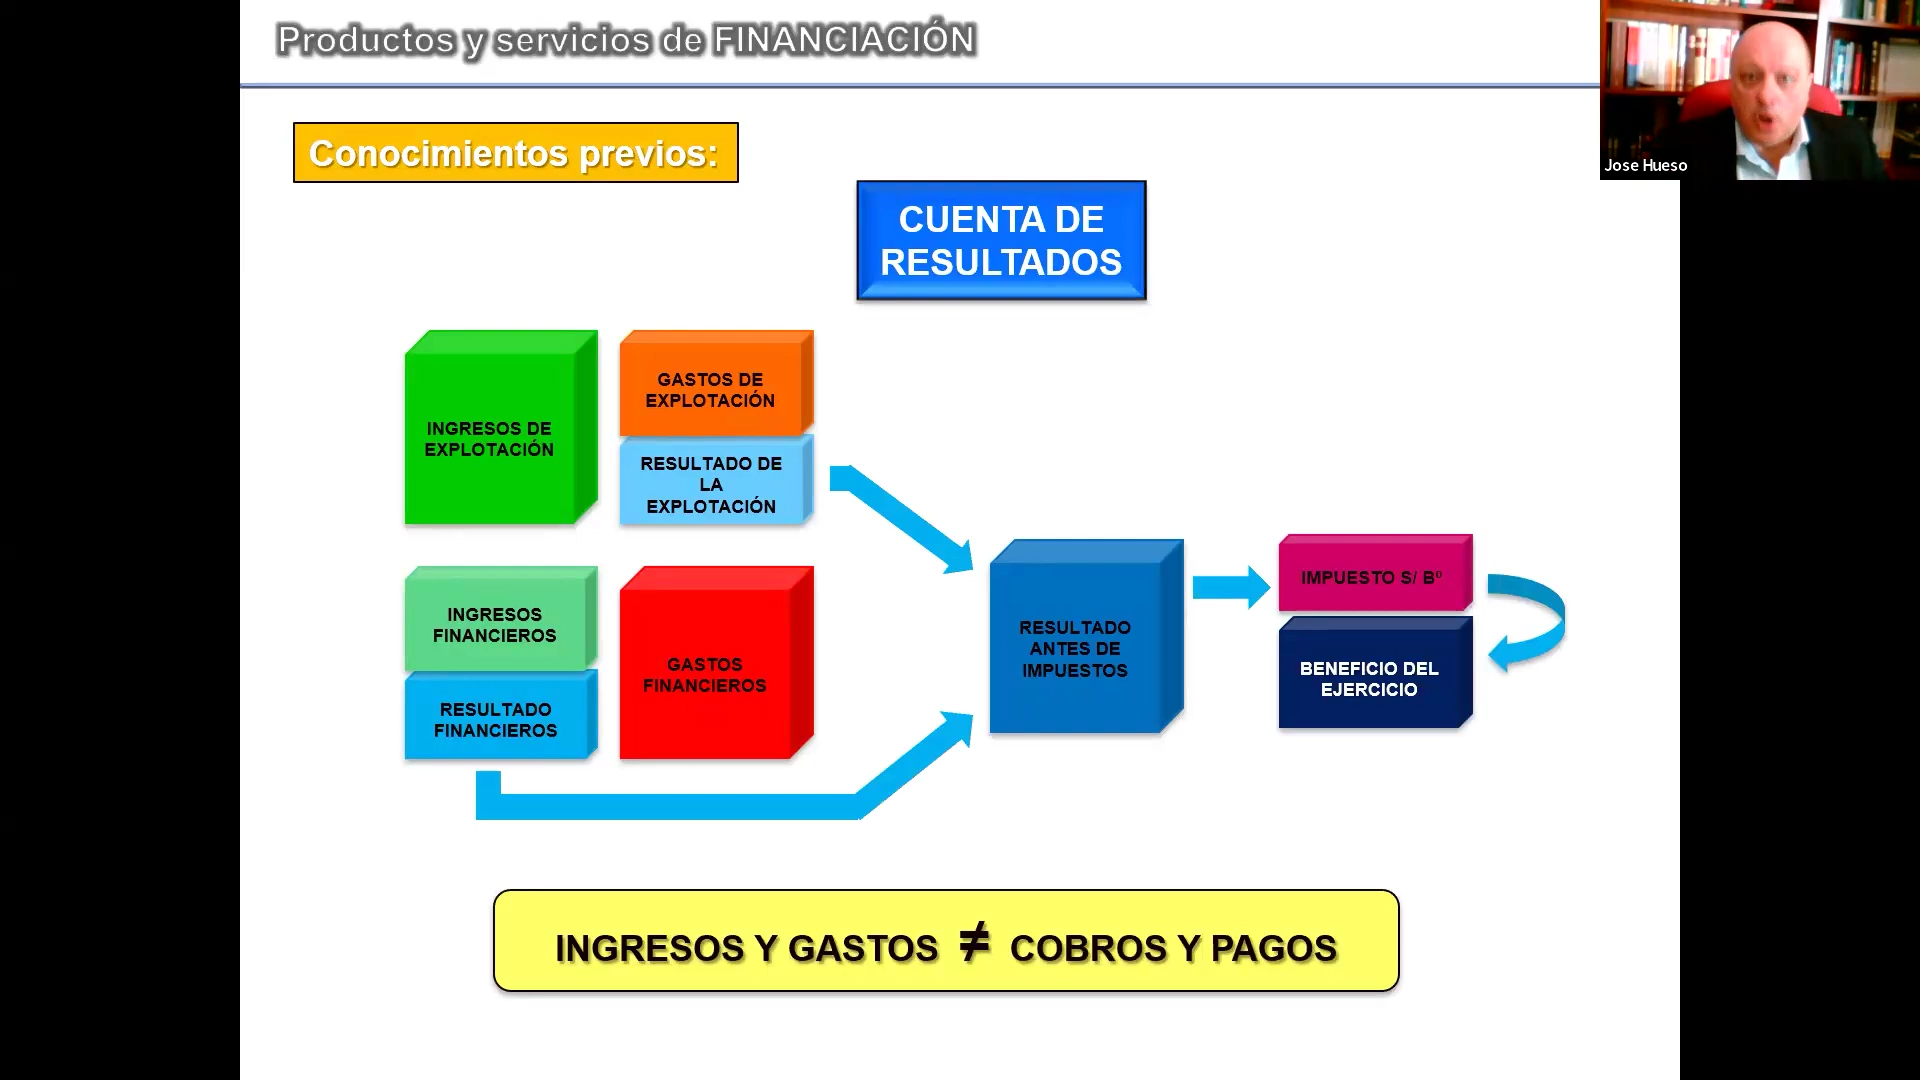 Productos y servicios de FINANCIACIÓN
Jose Hueso
Conocimientos previos:
CUENTA DE
RESULTADOS
INGRESOS DE
EXPLOTACIÓN
GASTOS DE
EXPLOTACIÓN
RESULTADO DE
LA
EXPLOTACIÓN
INGRESOS
FINANCIEROS
RESULTADO
FINANCIEROS
GASTOS
FINANCIEROS
RESULTADO
ANTES DE
IMPUESTOS
IMPUESTO S/ Bº
BENEFICIO DEL
EJERCICIO
INGRESOS Y GASTOS ≠ COBROS Y PAGOS